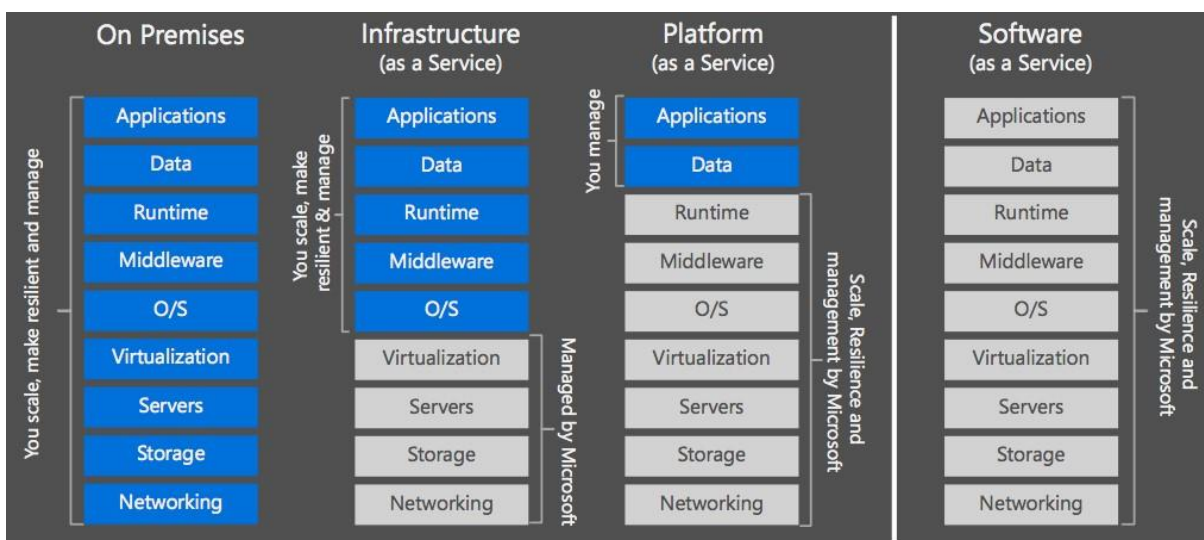 On Premises
You scale, make resilient and manage
Applications
Data
Runtime
Middleware
O/S
Virtualization
Servers
Storage
Networking
Infrastructure
(as a Service)
You scale, make
resilient & manage
Applications
Data
Runtime
Middleware
O/S
Virtualization
Servers
Storage
Networking
Managed by Microsoft
Platform
(as a Service)
You manage
Applications
Data
Runtime
Middleware
O/S
Virtualization
Servers
Storage
Networking
Scale, Resilience and
management by Microsoft
Software
(as a Service)
Applications
Data
Runtime
Middleware
O/S
Virtualization
Servers
Storage
Networking
Scale, Resilience and
management by Microsoft